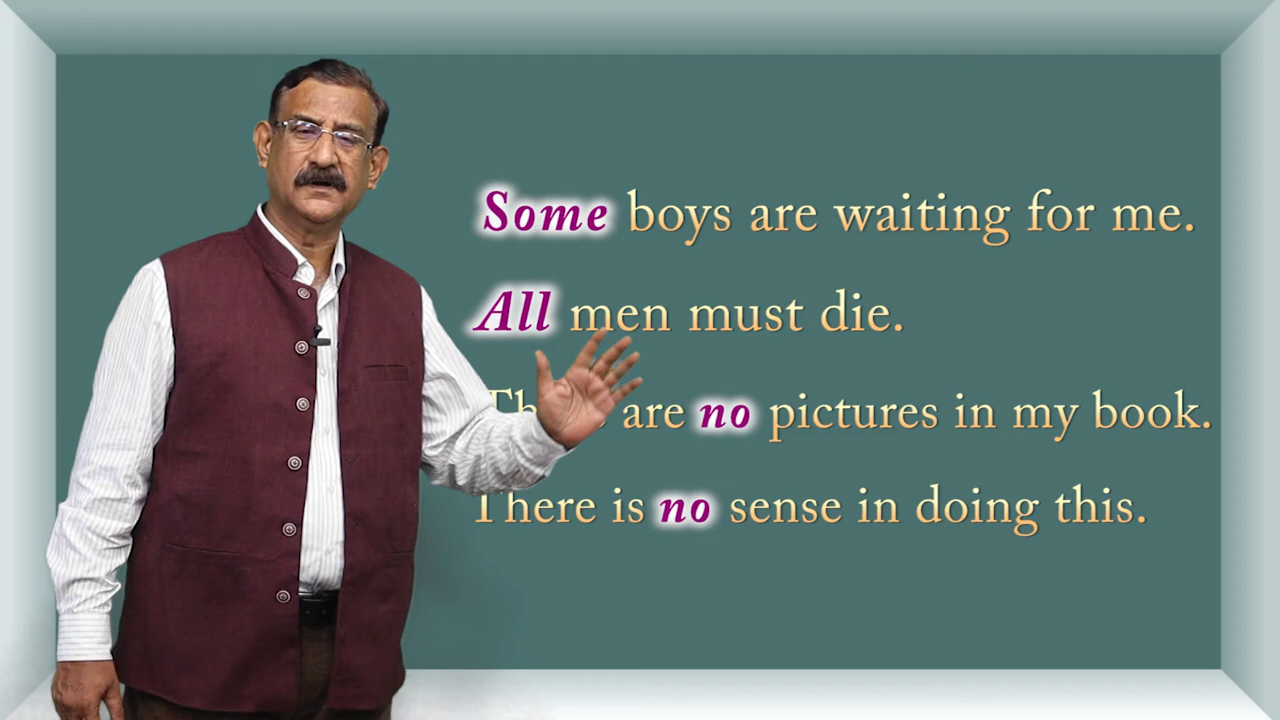 Some boys are waiting for me.
All men must die.
are no pictures in my book.
There is no sense in doing this.